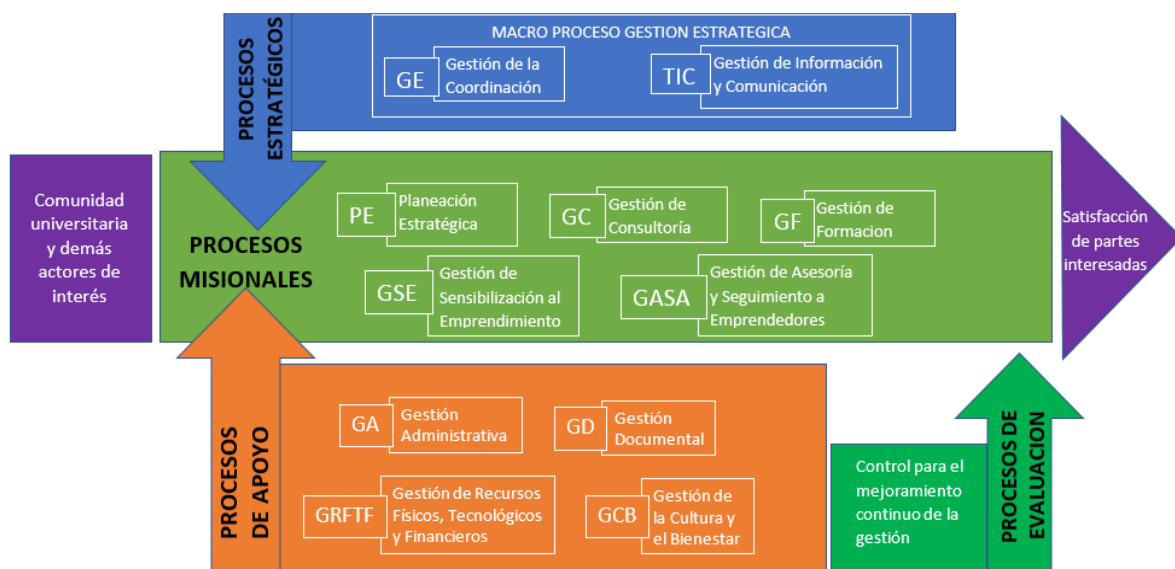 MACRO PROCESO GESTION ESTRATEGICA
PROCESOS
ESTRATÉGICOS
GE
Gestión de la
Coordinación
TIC
Gestión de Información
y Comunicación
Comunidad
universitaria
y demás
actores de
interés
PROCESOS
MISIONALES
PE
Planeación
Estratégica
GC
Gestión de
Consultoría
GF
Gestión de
Formacion
GSE
Gestión de
Sensibilización al
Emprendimiento
GASA
Gestión de Asesoría
y Seguimiento a
Emprendedores
Satisfacción
de partes
interesadas
PROCESOS
DE APOYO
GA
Gestión
Administrativa
GD
Gestión
Documental
GRFTF
Gestión de Recursos
Físicos, Tecnológicos
y Financieros
GCB
Gestión de
la Cultura y
el Bienestar
Control para el
mejoramiento
continuo de la
gestión
PROCESOS DE
EVALUACION